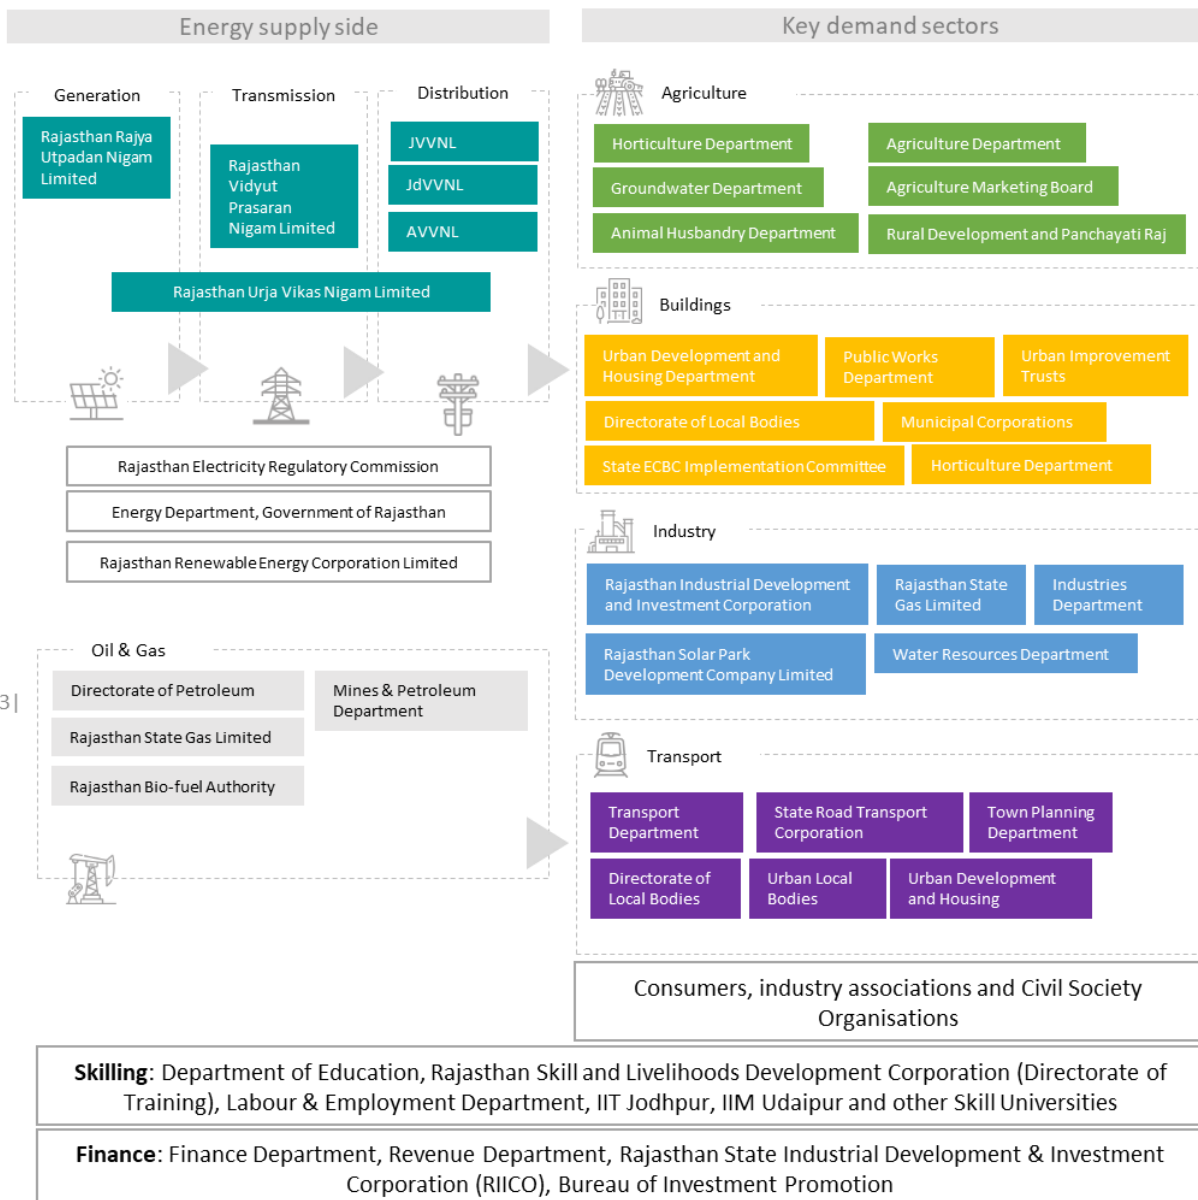 Energy supply side
Key demand sectors
Generation
Transmission
Distribution
Rajasthan Rajya
Utpadan Nigam
Limited
Rajasthan
Vidyut
Prasaran
Nigam Limited
JVVNL
JdVVNL
AVVNL
Rajasthan Urja Vikas Nigam Limited
Rajasthan Electricity Regulatory Commission
Energy Department, Government of Rajasthan
Rajasthan Renewable Energy Corporation Limited
Oil & Gas
Directorate of Petroleum
Mines & Petroleum
Department
3|
Rajasthan State Gas Limited
Rajasthan Bio-fuel Authority
Agriculture
Horticulture Department
Agriculture Department
Groundwater Department
Agriculture Marketing Board
Animal Husbandry Department
Rural Development and Panchayati Raj
Buildings
Urban Development and
Housing Department
Public Works
Department
Urban Improvement
Trusts
Directorate of Local Bodies
Municipal Corporations
State ECBC Implementation Committee
Horticulture Department
Industry
Rajasthan Industrial Development
and Investment Corporation
Rajasthan State
Gas Limited
Industries
Department
Rajasthan Solar Park
Development Company Limited
Water Resources Department
Transport
Transport
Department
State Road Transport
Corporation
Town Planning
Department
Directorate of
Local Bodies
Urban Local
Bodies
Urban Development
and Housing
Consumers, industry associations and Civil Society
Organisations
Skilling: Department of Education, Rajasthan Skill and Livelihoods Development Corporation (Directorate of
Training), Labour & Employment Department, IIT Jodhpur, IIM Udaipur and other Skill Universities
Finance: Finance Department, Revenue Department, Rajasthan State Industrial Development & Investment
Corporation (RIICO), Bureau of Investment Promotion